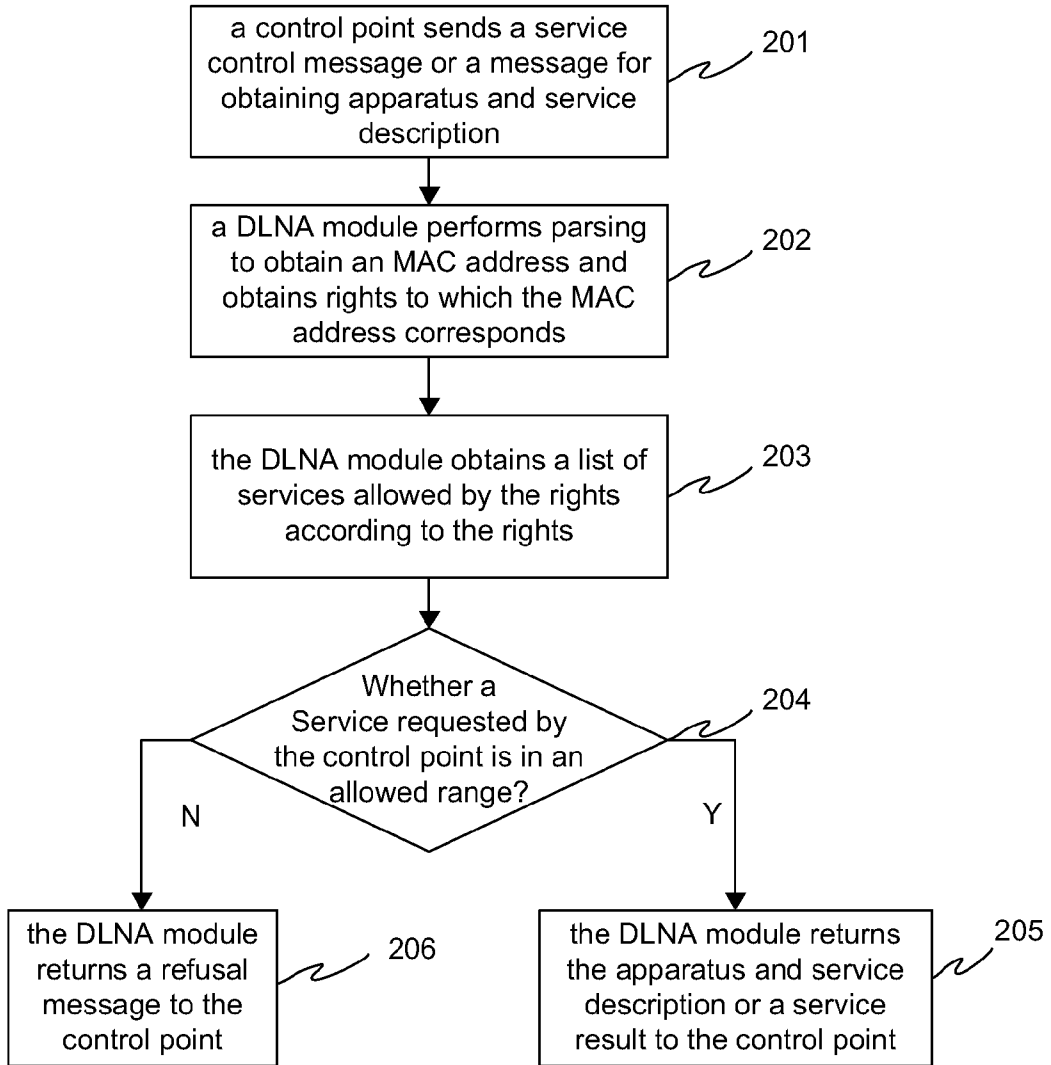 a control point sends a service
control message or a message for
obtaining apparatus and service
description
201
a DLNA module performs parsing
to obtain an MAC address and
obtains rights to which the MAC
address corresponds
202
the DLNA module obtains a list of
services allowed by the rights
according to the rights
203
Whether a
Service requested by
the control point is in an
allowed range?
204
N
Y
the DLNA module
returns a refusal
message to the
control point
206
the DLNA module returns
the apparatus and service
description or a service
result to the control point
205